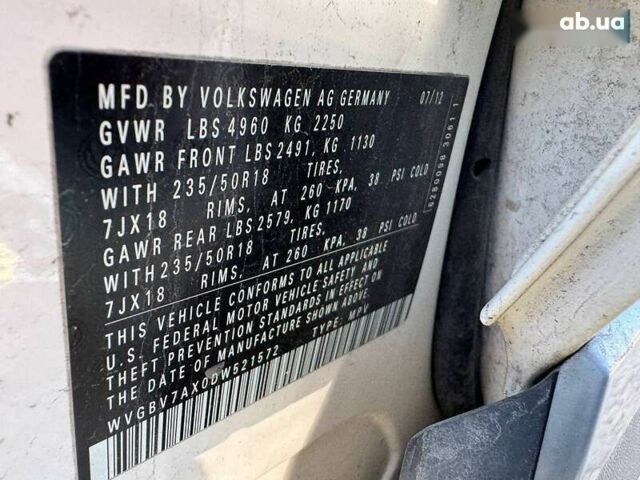 ab.ua
MFD BY VOLKSWAGEN AG GERMANY 07/12
GVWR LBS 4960 KG 2250
GAWR FRONT LBS 2491, KG 1130
WITH 235/50R18 TIRES,
7JX18 RIMS, AT 260 KPA, 38 PSI COLD
GAWR REAR LBS 2579, KG 1170
WITH 235/50R18 TIRES,
7JX18 RIMS, AT 260 KPA, 38 PSI COLD
THIS VEHICLE CONFORMS TO ALL APPLICABLE
U.S. FEDERAL MOTOR VEHICLE SAFETY AND
THEFT PREVENTION STANDARDS IN EFFECT ON
THE DATE OF MANUFACTURE SHOWN ABOVE.
WVGBV7AX0DW521572 TYPE: MPV
6280098 3061 1